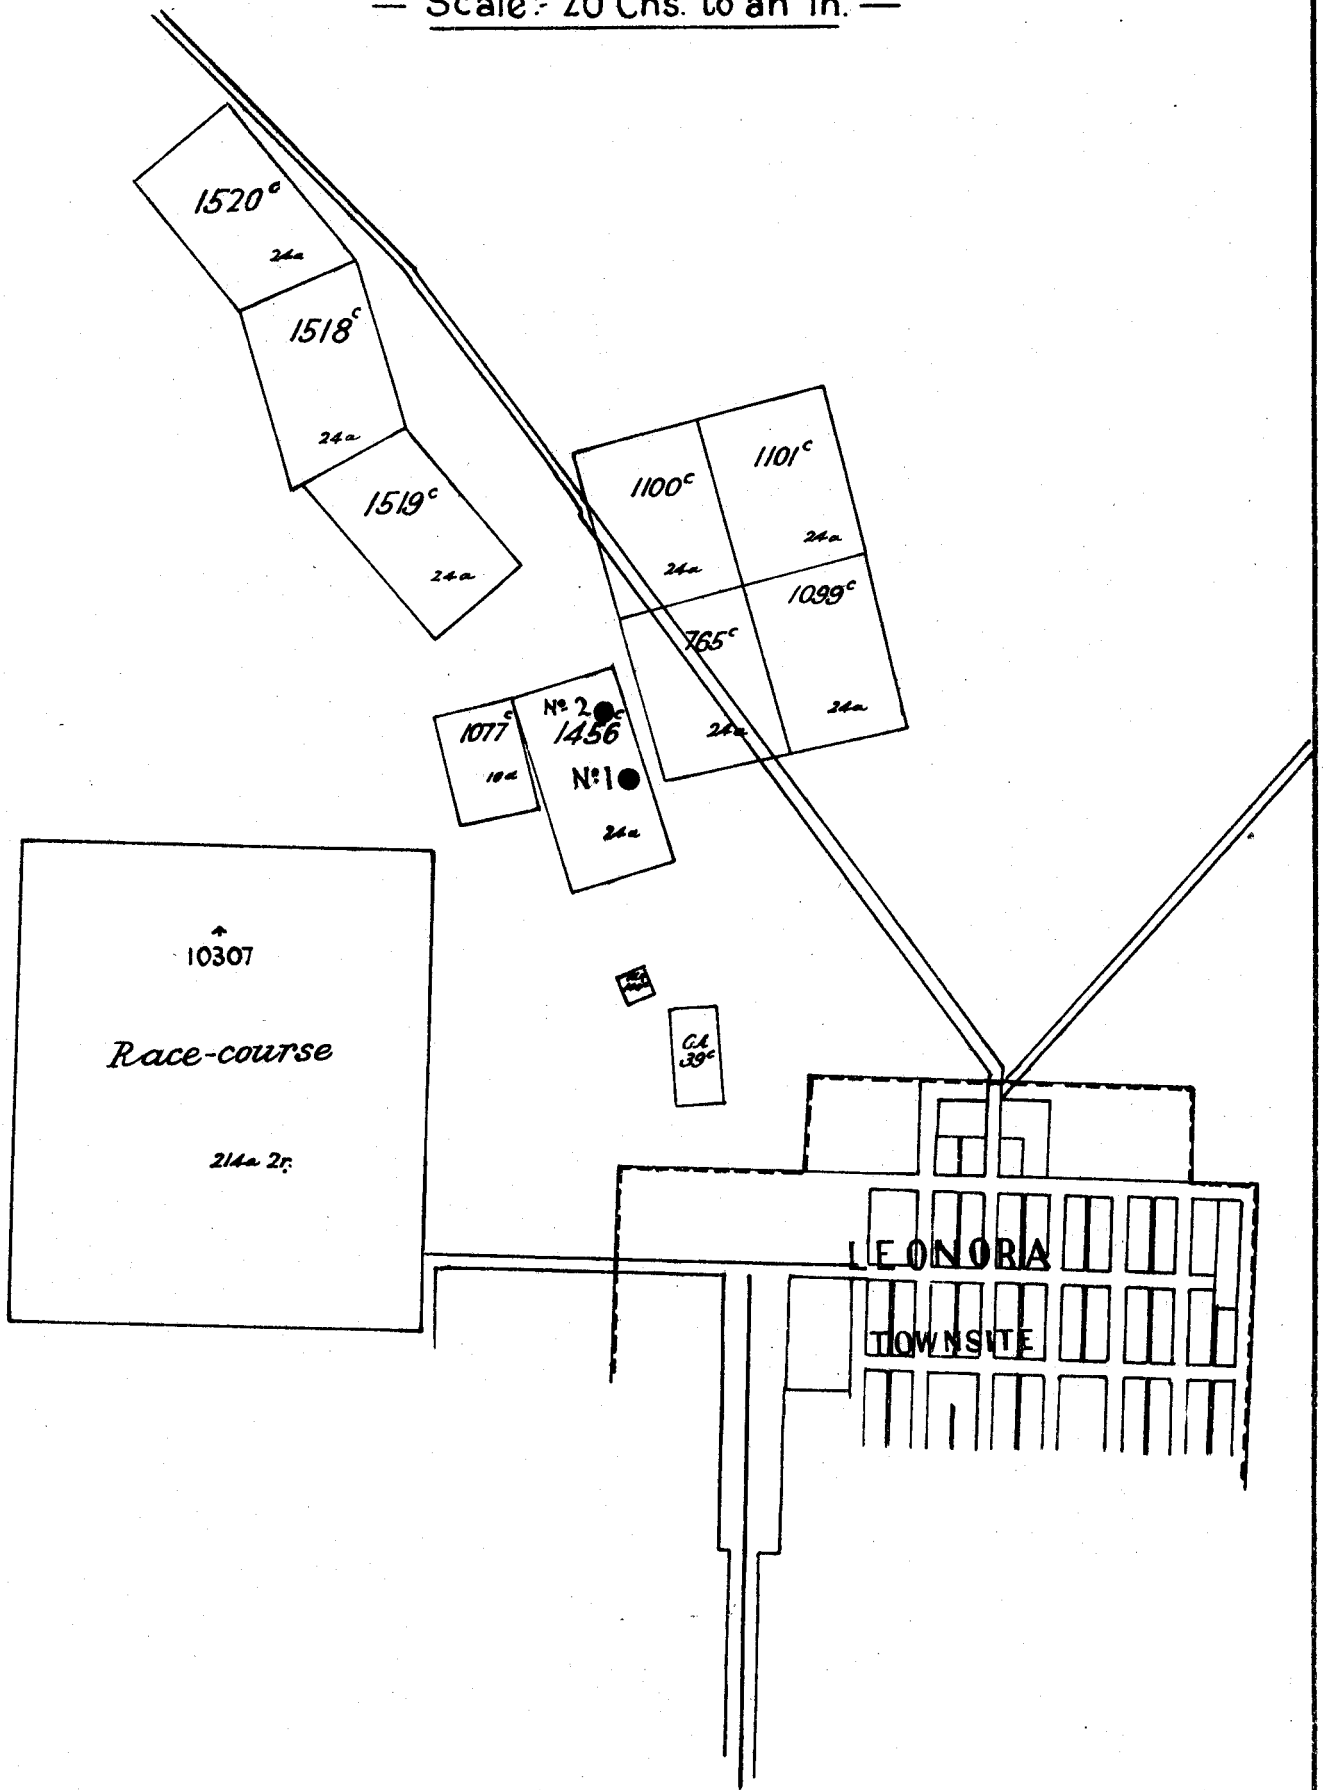 — Scale:- 20 Chs. to an In. —
1520ᶜ
24a
1518ᶜ
24a
1519ᶜ
24a
1100ᶜ
24a
1101ᶜ
24a
765ᶜ
24a
1099ᶜ
24a
1077ᶜ
10a
Nº 2
1456ᶜ
Nº 1
24a
10307
Race-course
214a 2r.
39ᶜ
LEONORA
TOWNSITE